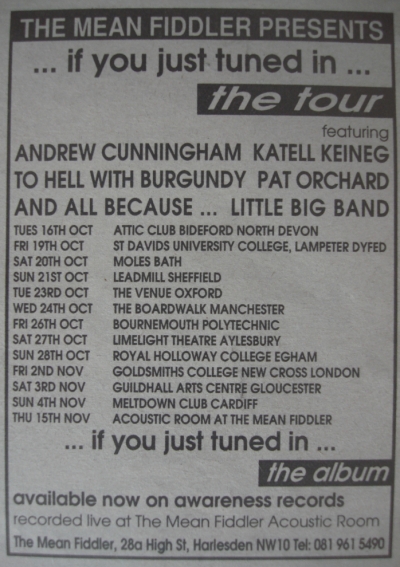 THE MEAN FIDDLER PRESENTS
... if you just tuned in ...
the tour
featuring
ANDREW CUNNINGHAM KATELL KEINEG
TO HELL WITH BURGUNDY PAT ORCHARD
AND ALL BECAUSE ... LITTLE BIG BAND
TUES 16TH OCT ATTIC CLUB BIDEFORD NORTH DEVON
FRI 19TH OCT ST DAVIDS UNIVERSITY COLLEGE, LAMPETER DYFED
SAT 20TH OCT MOLES BATH
SUN 21ST OCT LEADMILL SHEFFIELD
TUE 23RD OCT THE VENUE OXFORD
WED 24TH OCT THE BOARDWALK MANCHESTER
FRI 26TH OCT BOURNEMOUTH POLYTECHNIC
SAT 27TH OCT LIMELIGHT THEATRE AYLESBURY
SUN 28TH OCT ROYAL HOLLOWAY COLLEGE EGHAM
FRI 2ND NOV GOLDSMITHS COLLEGE NEW CROSS LONDON
SAT 3RD NOV GUILDHALL ARTS CENTRE GLOUCESTER
SUN 4TH NOV MELTDOWN CLUB CARDIFF
THU 15TH NOV ACOUSTIC ROOM AT THE MEAN FIDDLER
... if you just tuned in ...
the album
available now on awareness records
recorded live at The Mean Fiddler Acoustic Room
The Mean Fiddler, 28a High St, Harlesden NW10 Tel: 081 961 5490